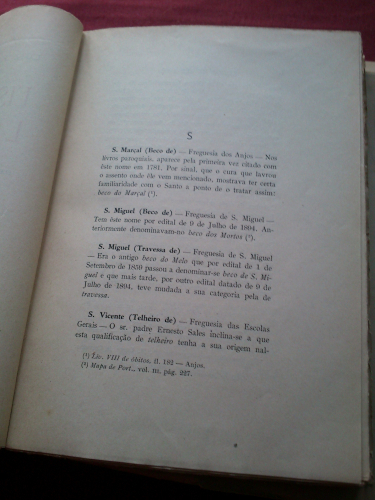 S
S. Marçal (Beco de) — Freguesia dos Anjos — Nos
livros paroquiais, aparece pela primeira vez citado com
êste nome em 1781. Por sinal, que o cura que lavrou
o assento onde êle vem mencionado, mostrava ter certa
familiaridade com o Santo a ponto de o tratar assim:
beco do Marçal (¹).
S. Miguel (Beco de) — Freguesia de S. Miguel —
Tem êste nome por edital de 9 de Julho de 1894. An-
teriormente denominavam-no beco dos Mortos (²).
S. Miguel (Travessa de) — Freguesia de S. Miguel
— Era o antigo beco do Melo que por edital de 1 de
Setembro de 1859 passou a denominar-se beco de S. Mi-
guel e que mais tarde, por outro edital datado de 9 de
Julho de 1894, teve mudada a sua categoria pela de
travessa.
S. Vicente (Telheiro de) — Freguesia das Escolas
Gerais — O sr. padre Ernesto Sales inclina-se a que
esta qualificação de telheiro tenha a sua origem nal-
(¹) Liv. VIII de óbitos, fl. 182 — Anjos.
(²) Mapa de Port., vol. III, pág. 227.